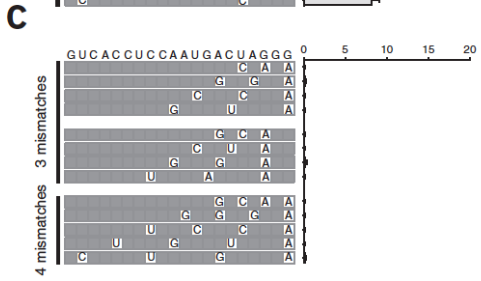 C C
C
GUCACCUCCAAUGACUAGGG 0 5 10 15 20
3 mismatches
C A A
G G A
C C A
G U A
G C A
C U A
G G A
U A A
4 mismatches
G C A A
G G G A
U C C A
U G U A
C U G A